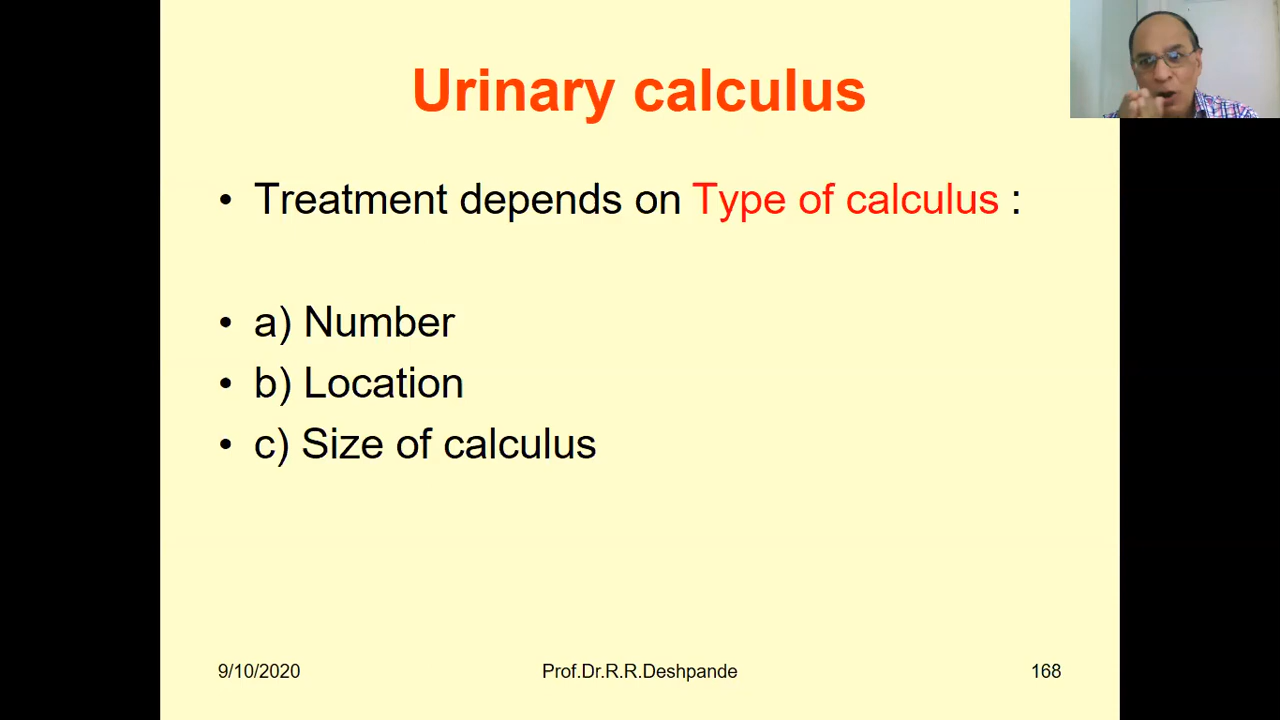 Urinary calculus
• Treatment depends on Type of calculus :
• a) Number
• b) Location
• c) Size of calculus
9/10/2020 Prof.Dr.R.R.Deshpande 168